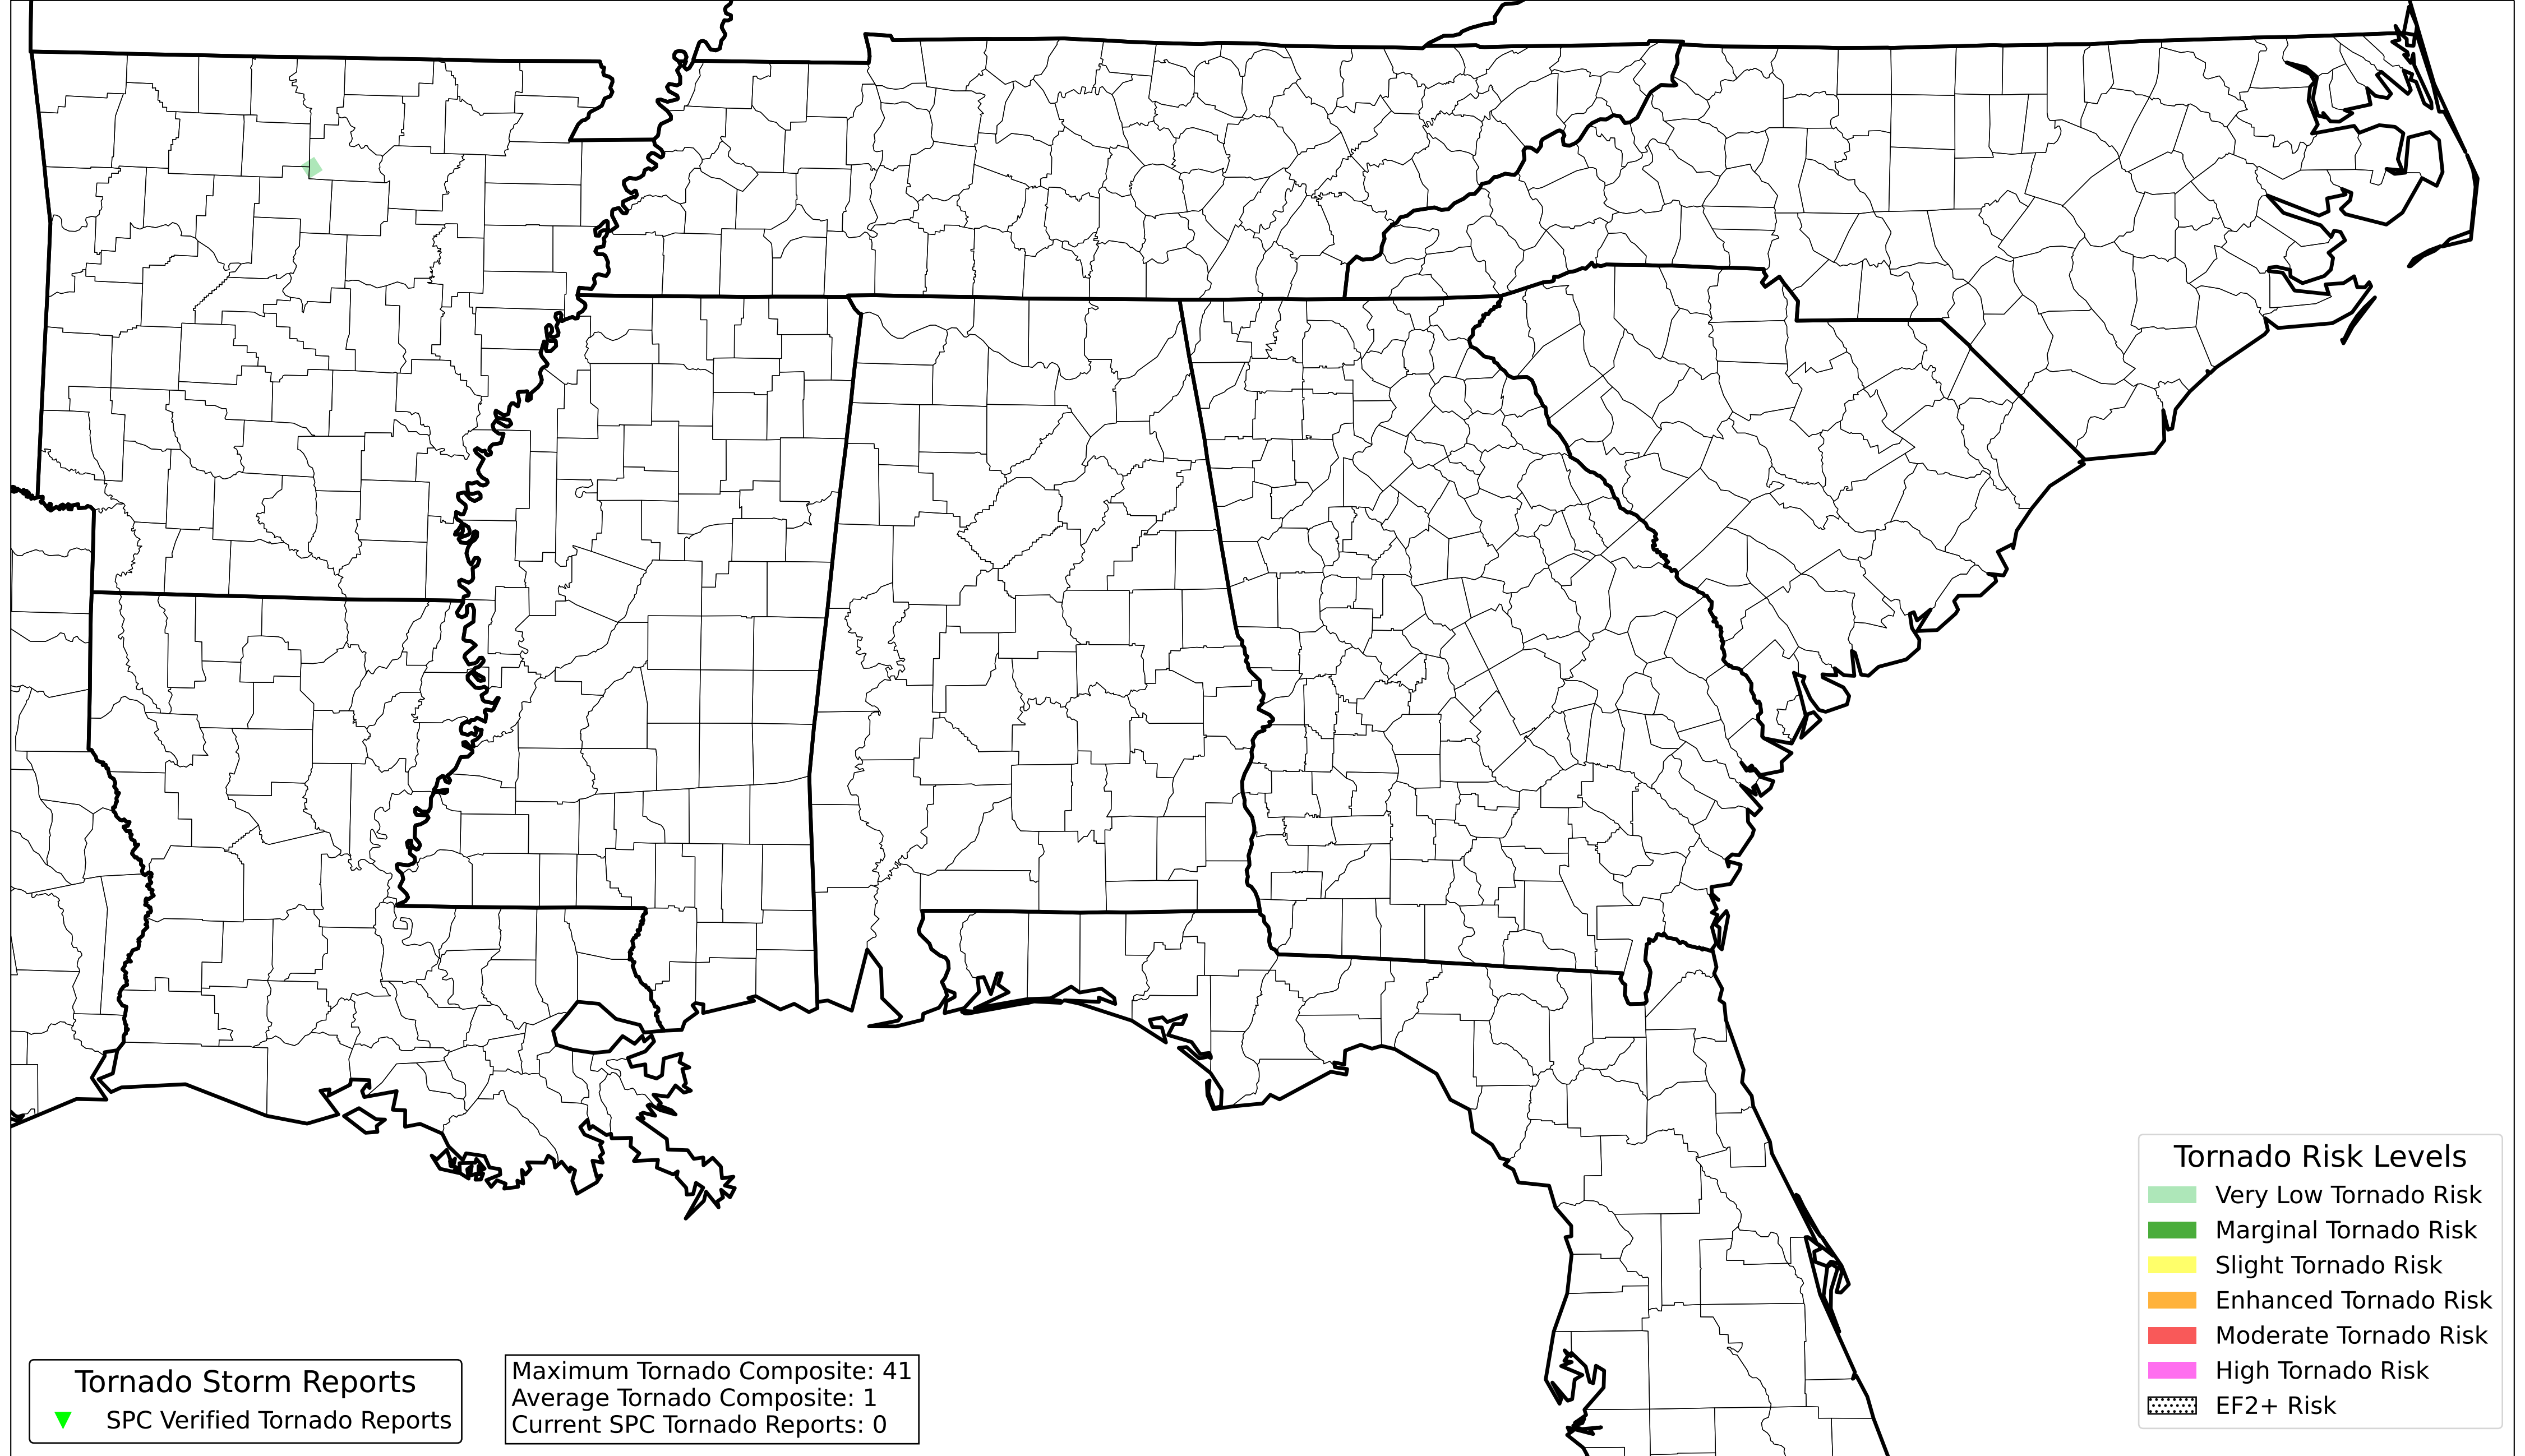 Tornado Risk Levels
Very Low Tornado Risk
Marginal Tornado Risk
Slight Tornado Risk
Enhanced Tornado Risk
Moderate Tornado Risk
High Tornado Risk
EF2+ Risk
Tornado Storm Reports
SPC Verified Tornado Reports
Maximum Tornado Composite: 41
Average Tornado Composite: 1
Current SPC Tornado Reports: 0